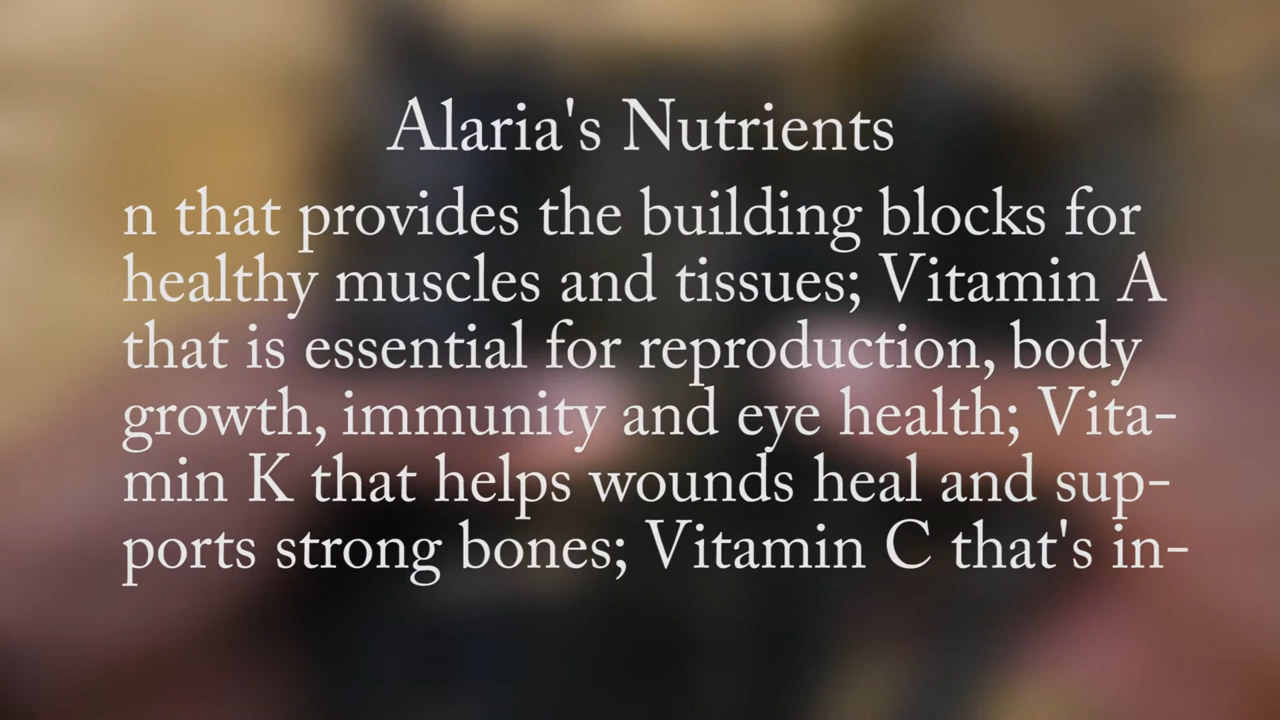 Alaria's Nutrients
n that provides the building blocks for
healthy muscles and tissues; Vitamin A
that is essential for reproduction, body
growth, immunity and eye health; Vita-
min K that helps wounds heal and sup-
ports strong bones; Vitamin C that's in-